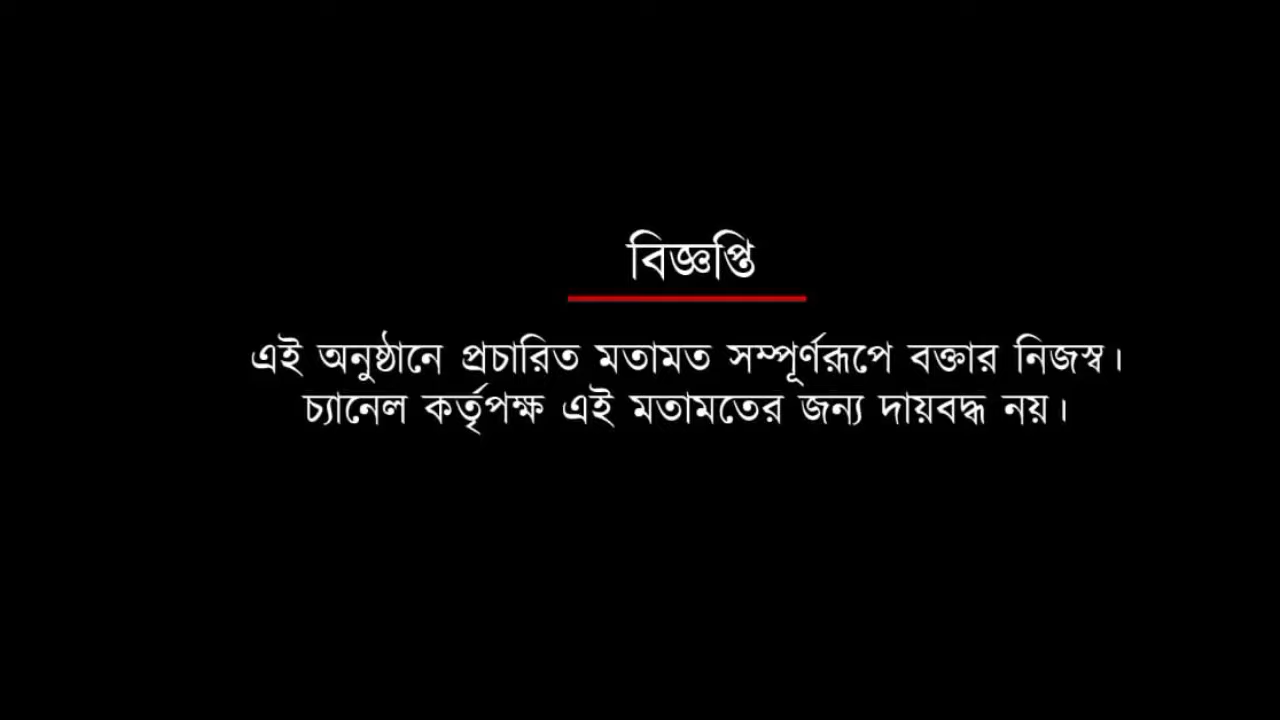 বিজ্ঞপ্তি
এই অনুষ্ঠানে প্রচারিত মতামত সম্পূর্ণরূপে বক্তার নিজস্ব।
চ্যানেল কর্তৃপক্ষ এই মতামতের জন্য দায়বদ্ধ নয়।